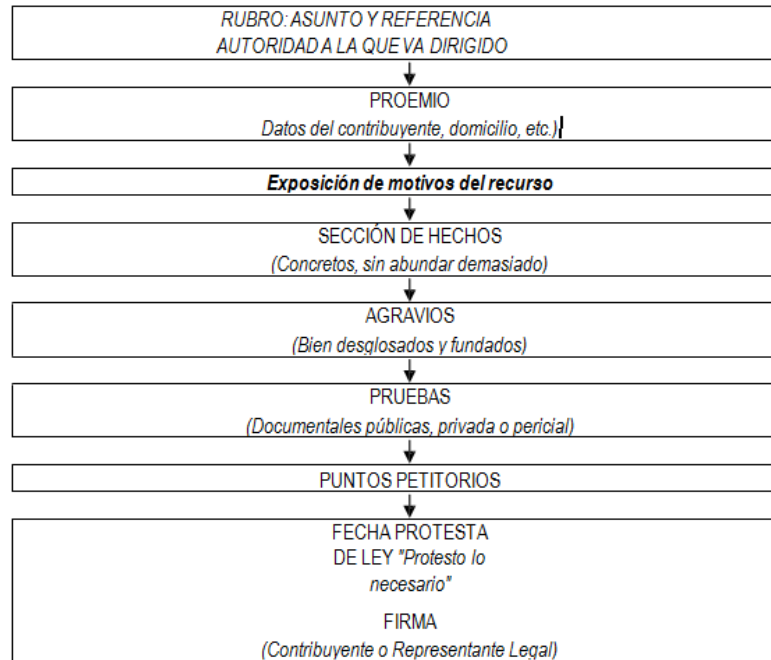 RUBRO: ASUNTO Y REFERENCIA
AUTORIDAD A LA QUE VA DIRIGIDO
PROEMIO
Datos del contribuyente, domicilio, etc.)
Exposición de motivos del recurso
SECCIÓN DE HECHOS
(Concretos, sin abundar demasiado)
AGRAVIOS
(Bien desglosados y fundados)
PRUEBAS
(Documentales públicas, privada o pericial)
PUNTOS PETITORIOS
FECHA PROTESTA
DE LEY "Protesto lo
necesario"
FIRMA
(Contribuyente o Representante Legal)